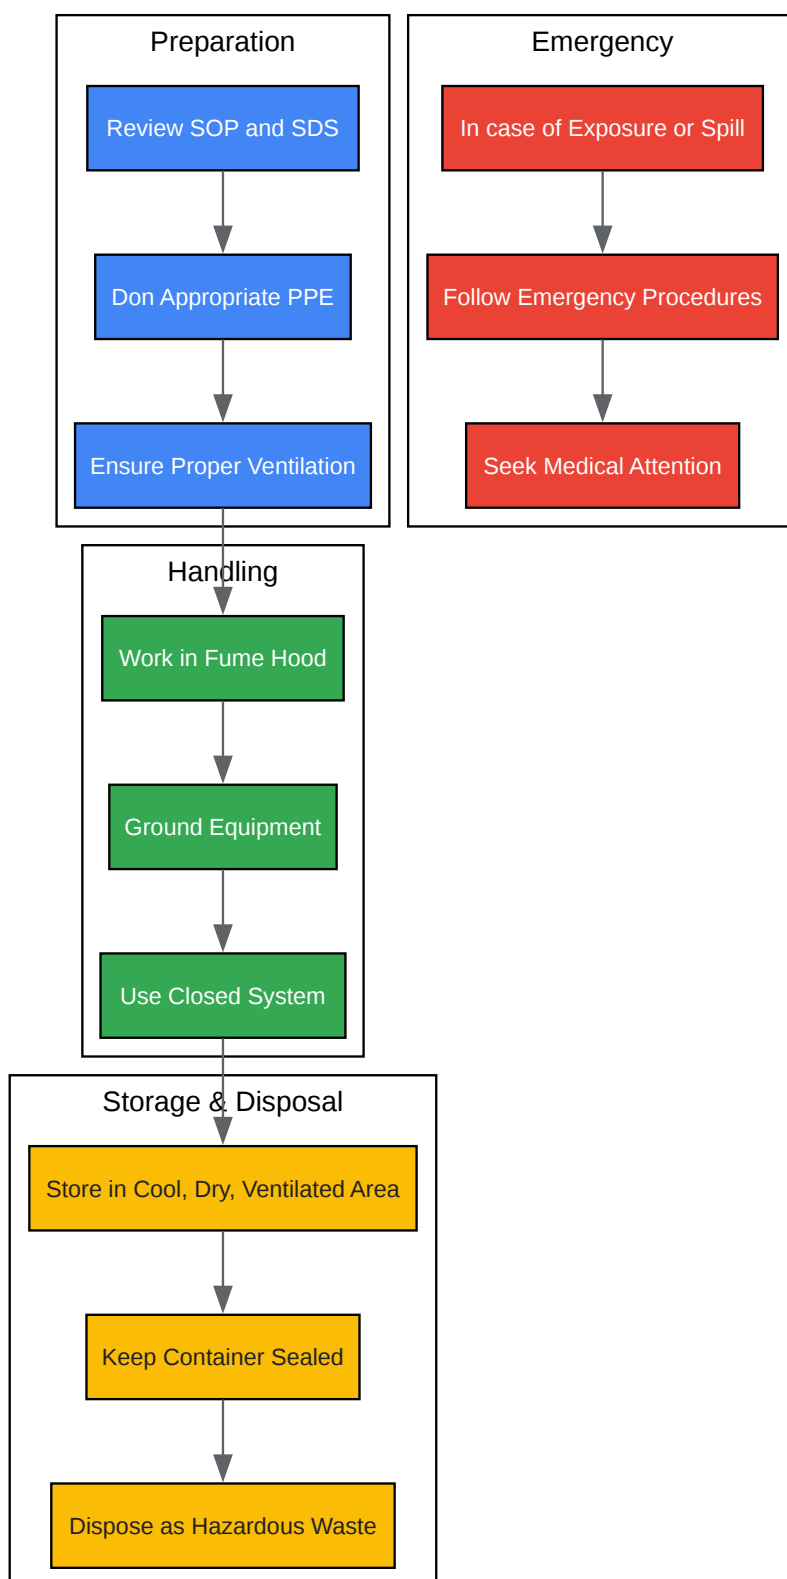 Preparation
Review SOP and SDS
Don Appropriate PPE
Ensure Proper Ventilation
Emergency
In case of Exposure or Spill
Follow Emergency Procedures
Seek Medical Attention
Handling
Work in Fume Hood
Ground Equipment
Use Closed System
Storage & Disposal
Store in Cool, Dry, Ventilated Area
Keep Container Sealed
Dispose as Hazardous Waste